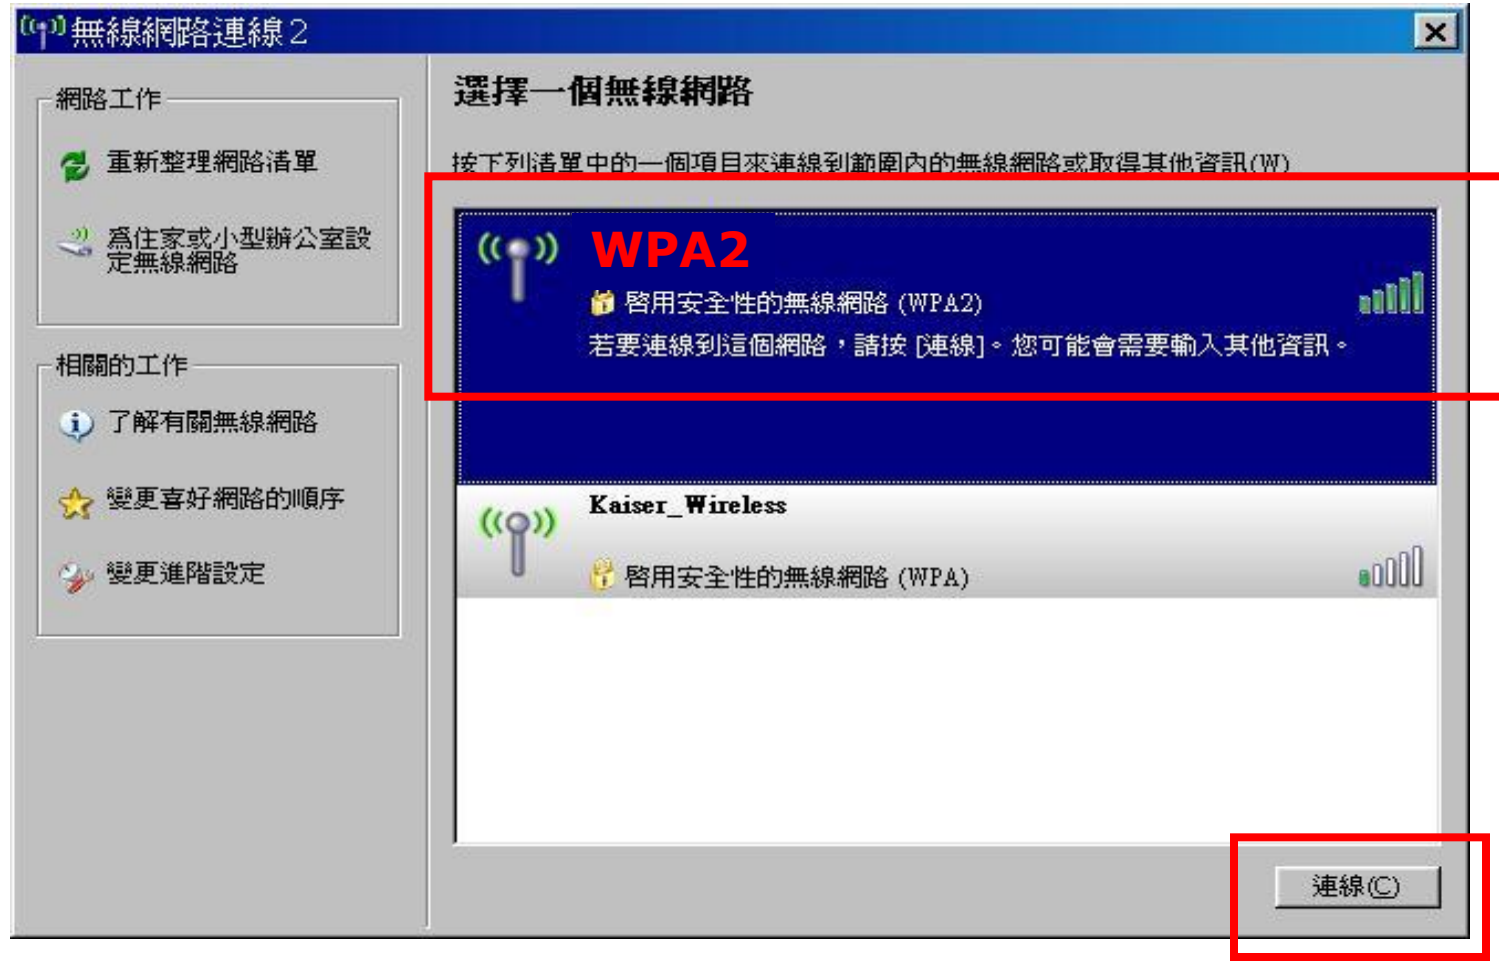 無線網路連線 2
網路工作
重新整理網路清單
為住家或小型辦公室設
定無線網路
相關的工作
了解有關無線網路
變更喜好網路的順序
變更進階設定
選擇一個無線網路
按下列清單中的一個項目來連線到範圍內的無線網路或取得其他資訊(W)
WPA2
啓用安全性的無線網路 (WPA2)
若要連線到這個網路，請按 [連線]。您可能會需要輸入其他資訊。
Kaiser_Wireless
啓用安全性的無線網路 (WPA)
連線(C)